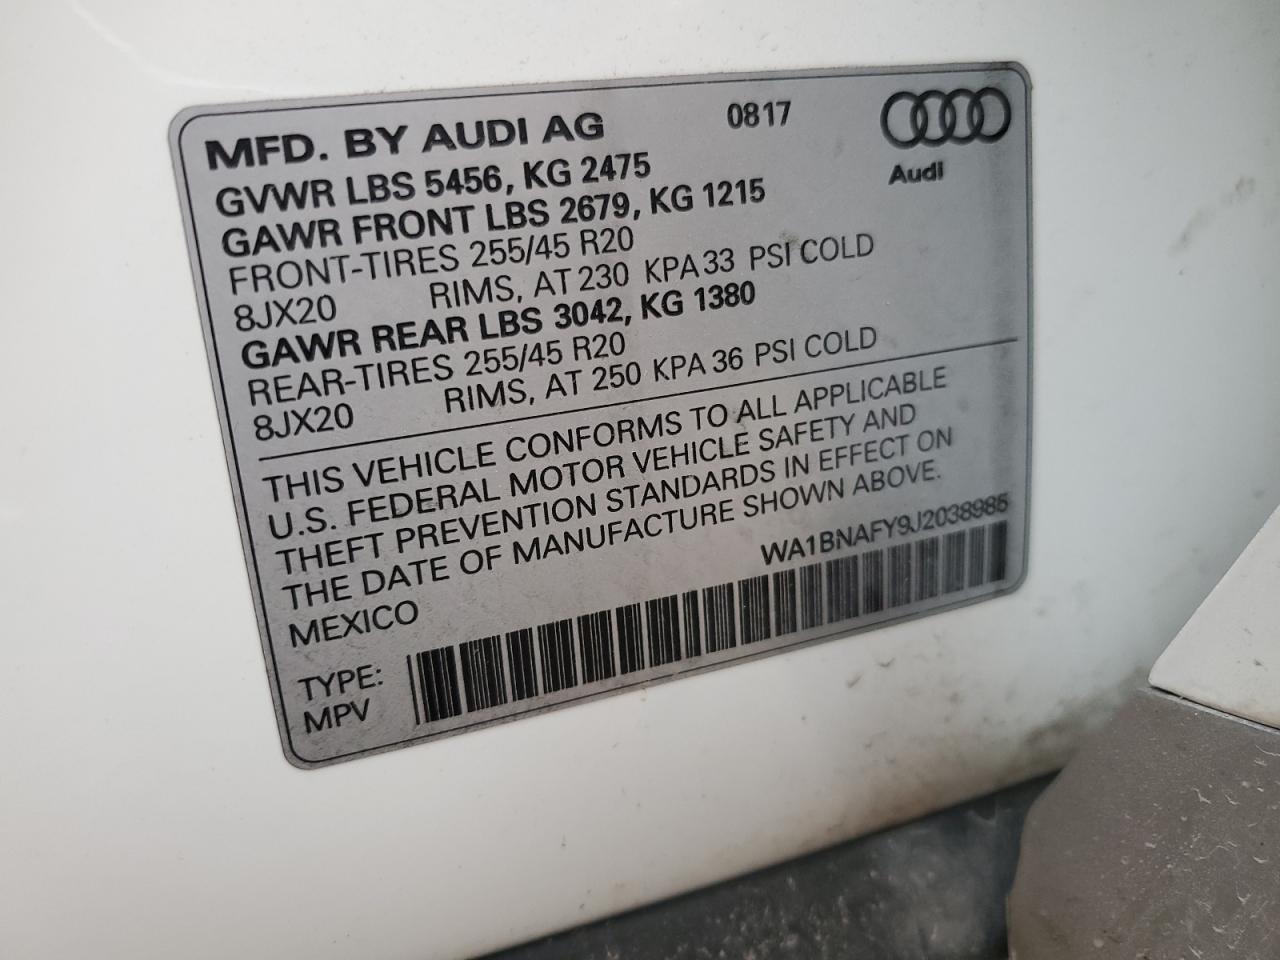 MFD. BY AUDI AG 0817
Audi
GVWR LBS 5456, KG 2475
GAWR FRONT LBS 2679, KG 1215
FRONT-TIRES 255/45 R20
8JX20 RIMS, AT 230 KPA 33 PSI COLD
GAWR REAR LBS 3042, KG 1380
REAR-TIRES 255/45 R20
8JX20 RIMS, AT 250 KPA 36 PSI COLD
THIS VEHICLE CONFORMS TO ALL APPLICABLE
U.S. FEDERAL MOTOR VEHICLE SAFETY AND
THEFT PREVENTION STANDARDS IN EFFECT ON
THE DATE OF MANUFACTURE SHOWN ABOVE.
MEXICO WA1BNAFY9J2038985
TYPE:
MPV